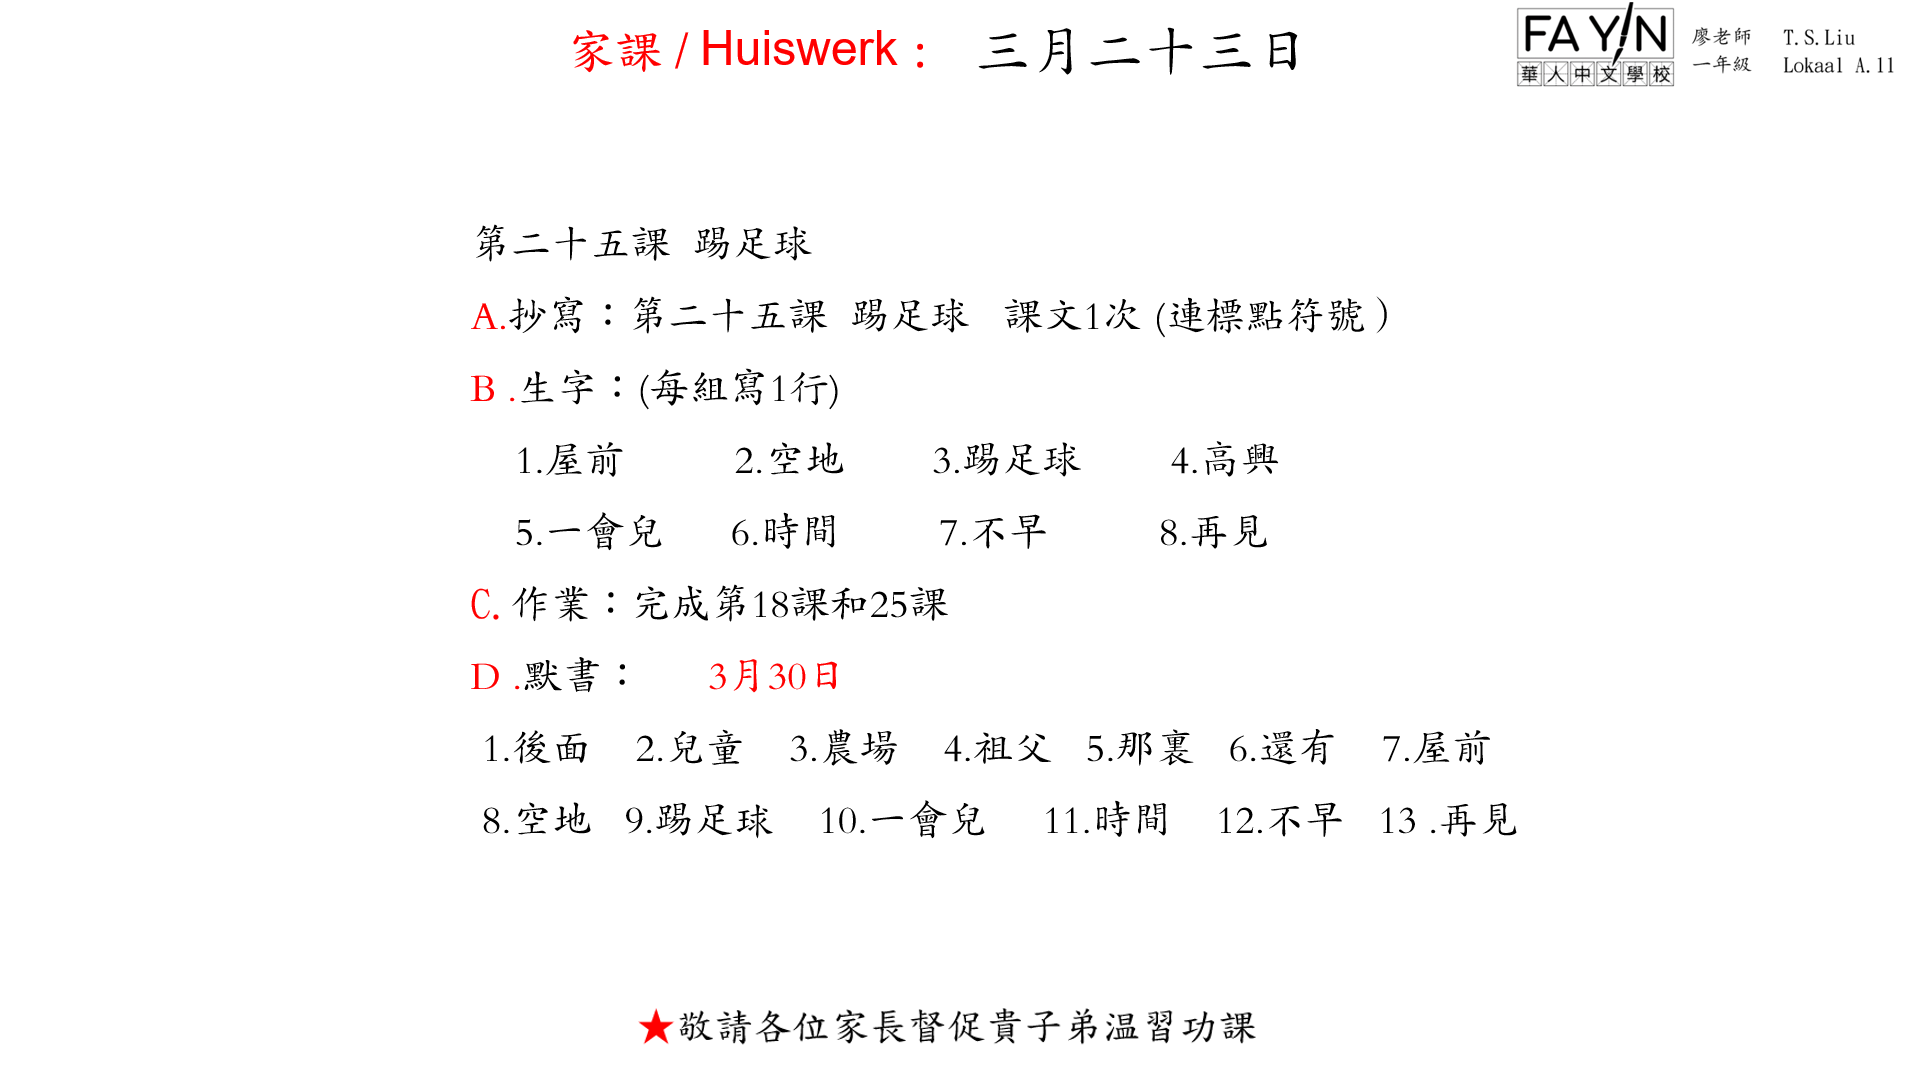 家課 / Huiswerk： 三月二十三日
FAYIN
華人中文學校
廖老師 T.S.Liu
一年級 Lokaal A.11
第二十五課 踢足球
A.抄寫：第二十五課 踢足球 課文1次 (連標點符號）
B .生字：(每組寫1行)
1.屋前 2.空地 3.踢足球 4.高興
5.一會兒 6.時間 7.不早 8.再見
C. 作業：完成第18課和25課
D .默書： 3月30日
1.後面 2.兒童 3.農場 4.祖父 5.那裏 6.還有 7.屋前
8.空地 9.踢足球 10.一會兒 11.時間 12.不早 13 .再見
★敬請各位家長督促貴子弟温習功課